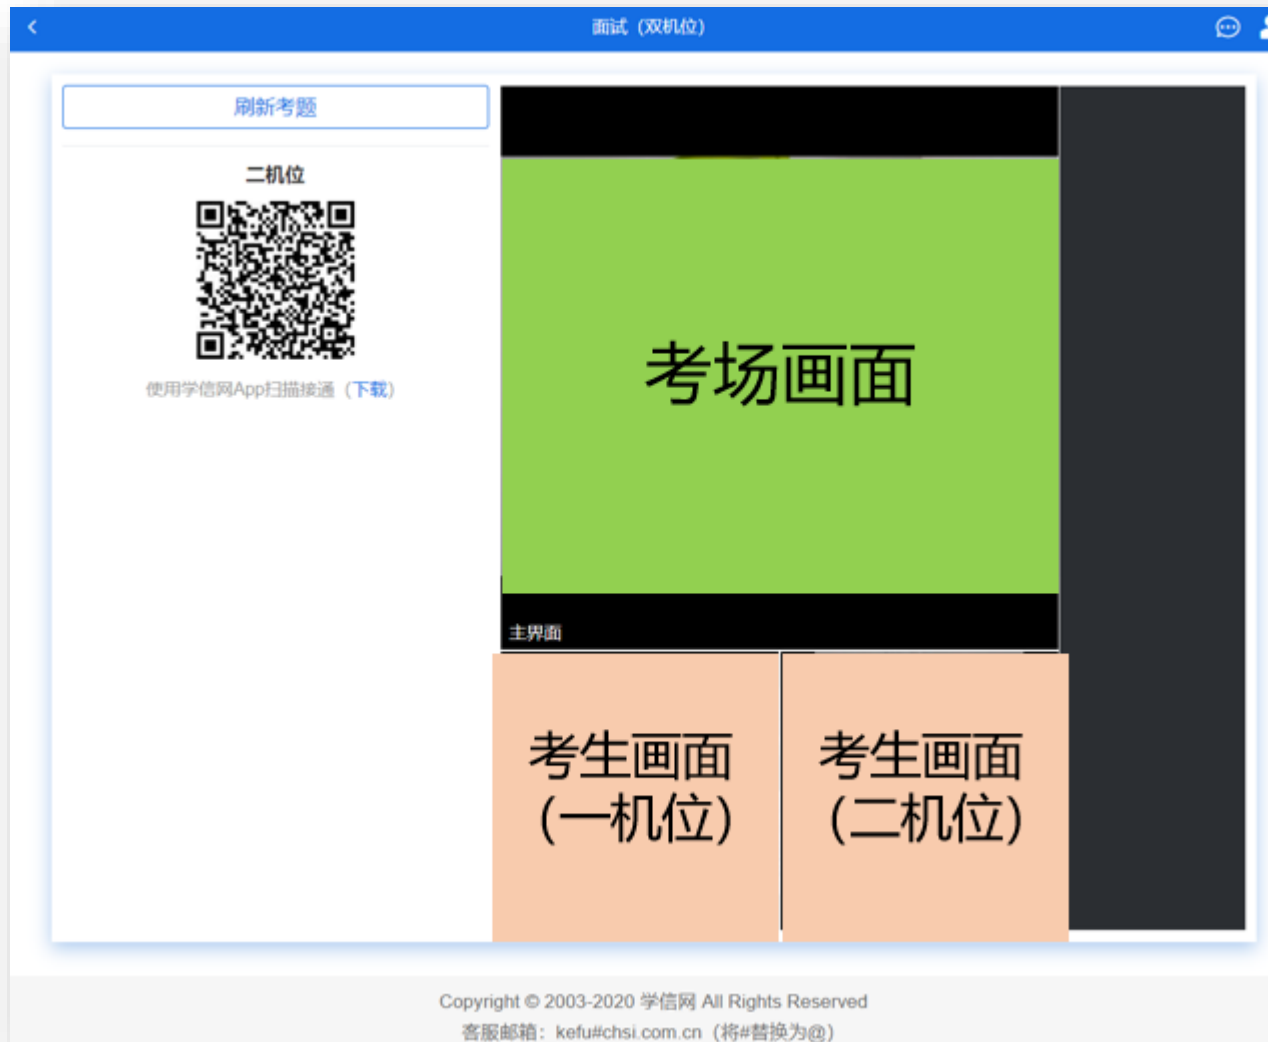 面试（双机位）
刷新考题
二机位
使用学信网App扫描接通（下载）
考场画面
主界面
考生画面
（一机位）
考生画面
（二机位）
Copyright © 2003-2020 学信网 All Rights Reserved
客服邮箱：kefu#chsi.com.cn（将#替换为@）